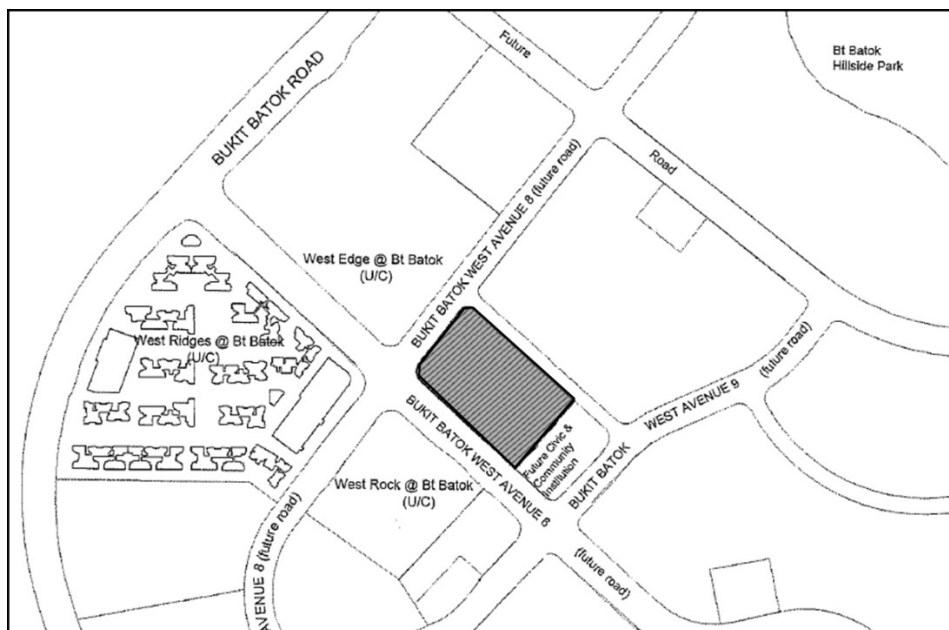 Future
Bt Batok
Hillside Park
BUKIT BATOK ROAD
Road
BUKIT BATOK WEST AVENUE 8 (future road)
West Edge @ Bt Batok
(U/C)
West Ridges @ Bt Batok
(U/C)
WEST AVENUE 9
(future road)
BUKIT BATOK WEST AVENUE 6
Future Civic &
Community
Institution
BUKIT BATOK
West Rock @ Bt Batok
(U/C)
AVENUE 8 (future road)
(future road)